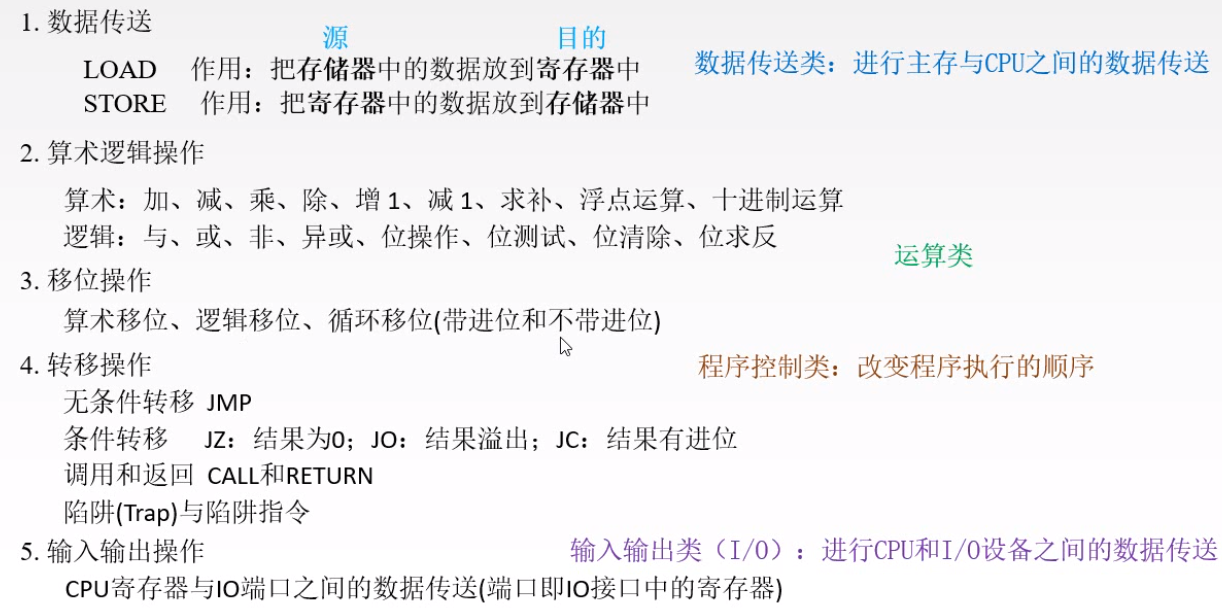 1. 数据传送
源 目的
LOAD 作用：把存储器中的数据放到寄存器中 数据传送类：进行主存与CPU之间的数据传送
STORE 作用：把寄存器中的数据放到存储器中
2. 算术逻辑操作
算术：加、减、乘、除、增 1、减 1、求补、浮点运算、十进制运算
逻辑：与、或、非、异或、位操作、位测试、位清除、位求反
运算类
3. 移位操作
算术移位、逻辑移位、循环移位(带进位和不带进位)
4. 转移操作 程序控制类：改变程序执行的顺序
无条件转移 JMP
条件转移 JZ：结果为0；JO：结果溢出；JC：结果有进位
调用和返回 CALL和RETURN
陷阱(Trap)与陷阱指令
5. 输入输出操作 输入输出类（I/O）：进行CPU和I/O设备之间的数据传送
CPU寄存器与IO端口之间的数据传送(端口即IO接口中的寄存器)